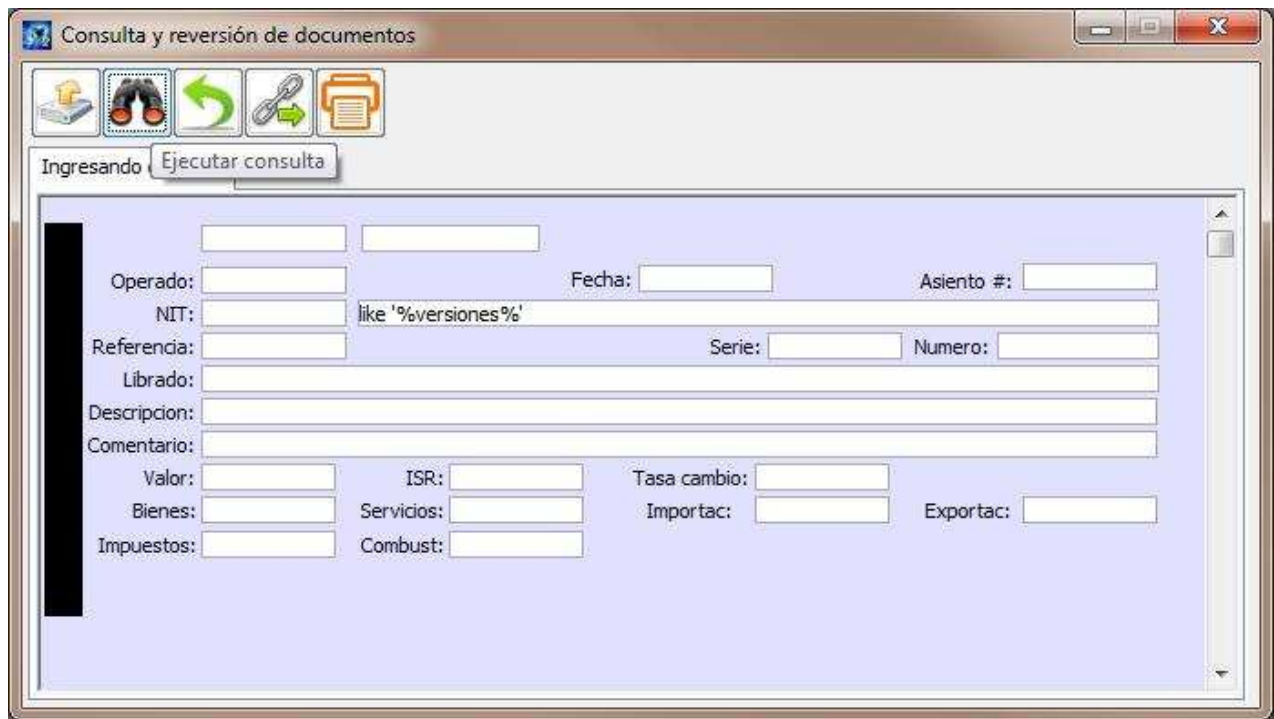 Consulta y reversión de documentos
Ingresando
Ejecutar consulta
Operado: Fecha: Asiento #:
NIT: like '%versiones%'
Referencia: Serie: Numero:
Librado:
Descripcion:
Comentario:
Valor: ISR: Tasa cambio:
Bienes: Servicios: Importac: Exportac:
Impuestos: Combust: